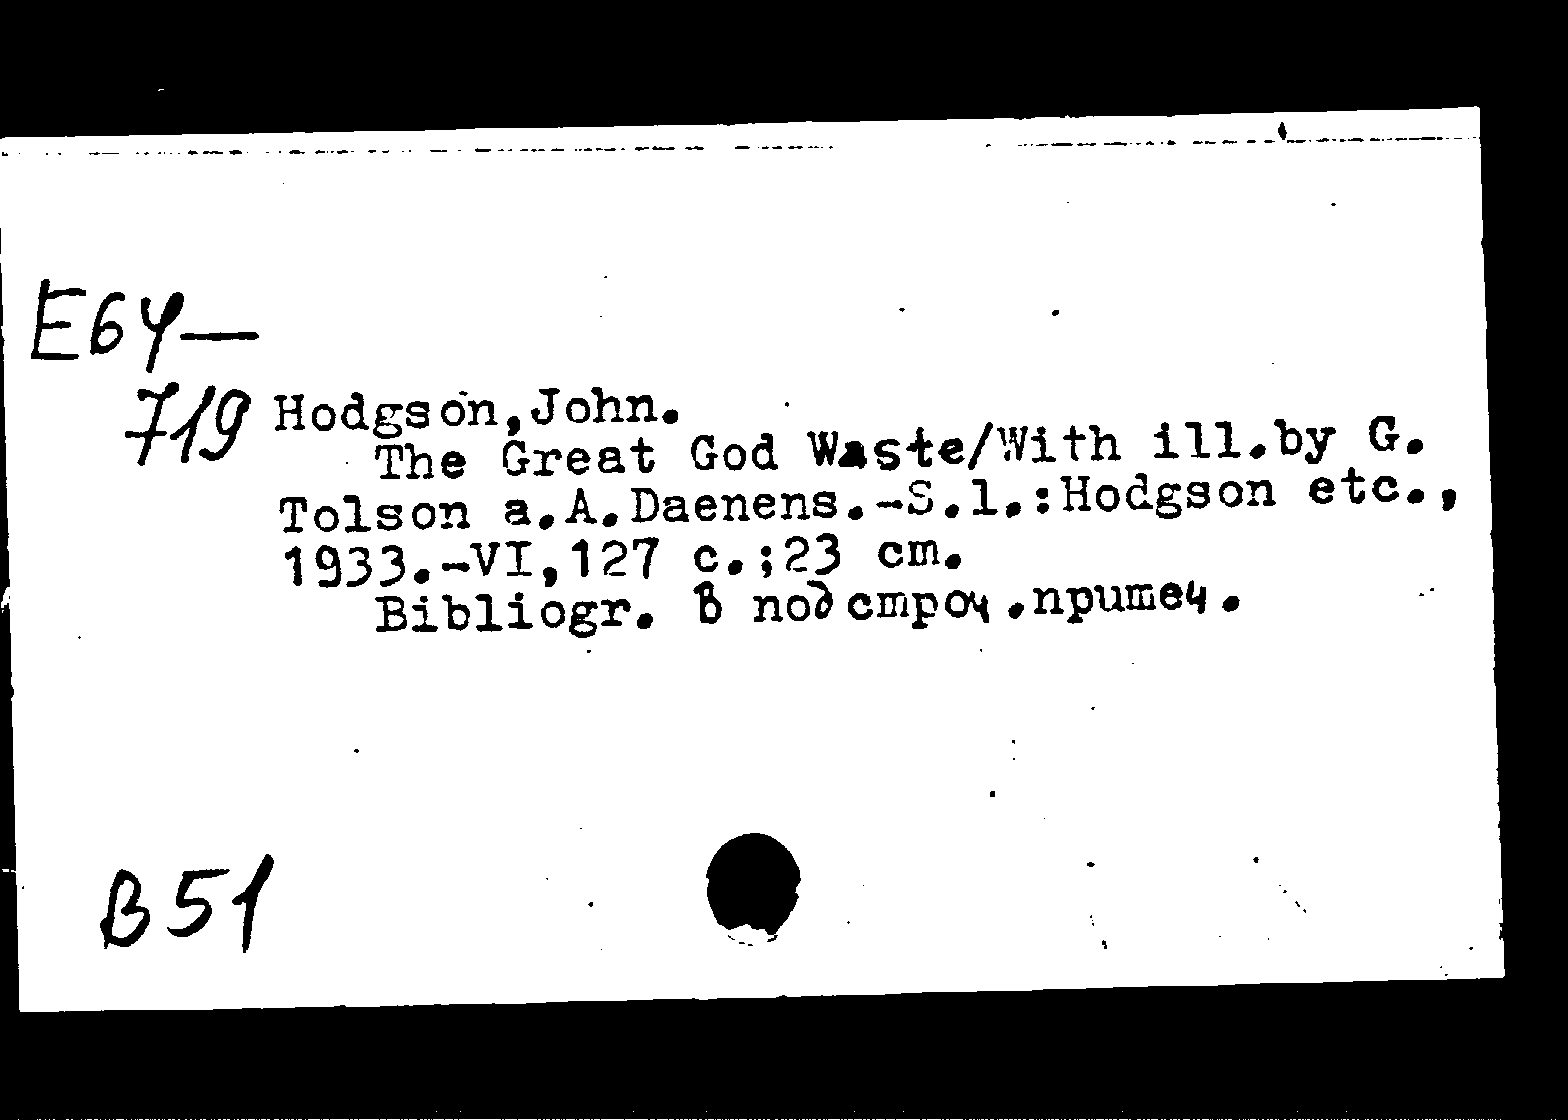 E64—
719 Hodgson,John.
The Great God Waste/With ill.by G.
Tolson a.A.Daenens.-S.l.:Hodgson etc.,
1933.-VI,127 c.;23 cm.
Bibliogr. в подстроч.примеч.
B51